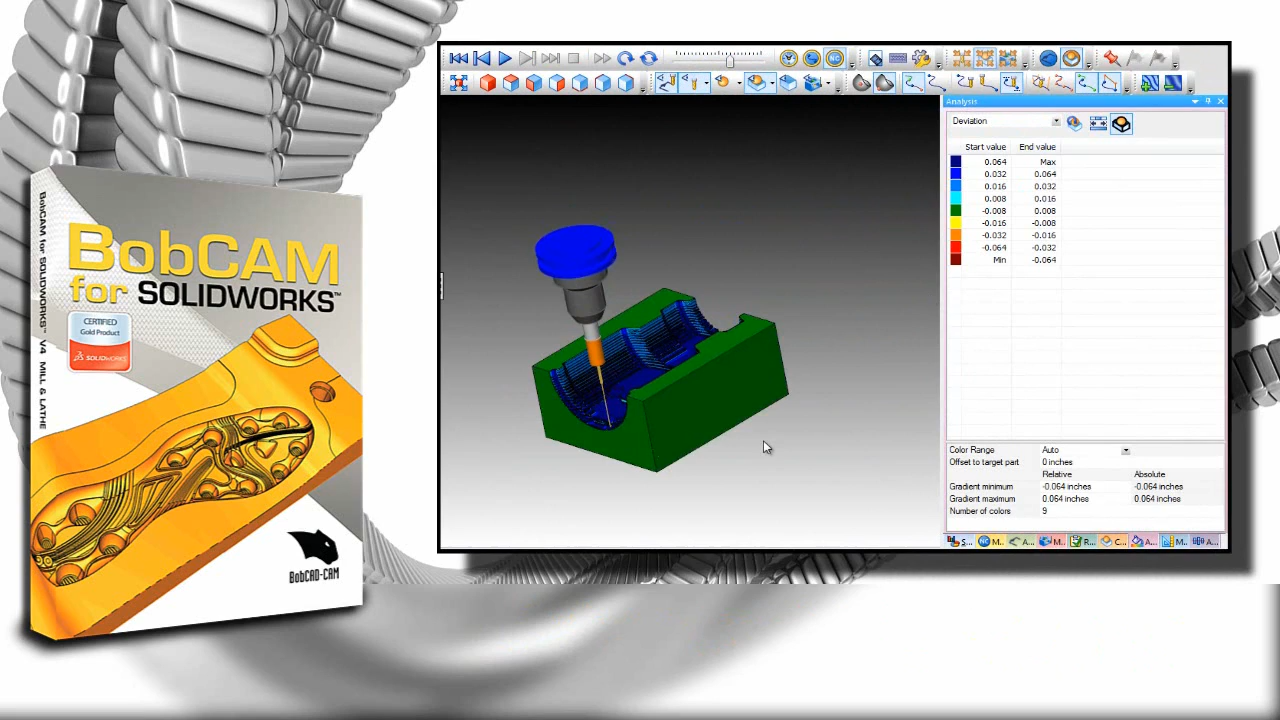 BobCAM for SOLIDWORKS™ V4 MILL & LATHE
BobCAM
for SOLIDWORKS™
CERTIFIED
Gold Product
SOLIDWORKS
BobCAD-CAM
NC
Analysis
Deviation
Start value End value
0.064 Max
0.032 0.064
0.016 0.032
0.008 0.016
-0.008 0.008
-0.016 -0.008
-0.032 -0.016
-0.064 -0.032
Min -0.064
Color Range Auto
Offset to target part 0 inches
Relative Absolute
Gradient minimum -0.064 inches -0.064 inches
Gradient maximum 0.064 inches 0.064 inches
Number of colors 9
S... M... A... M... R... C... A... M... A...